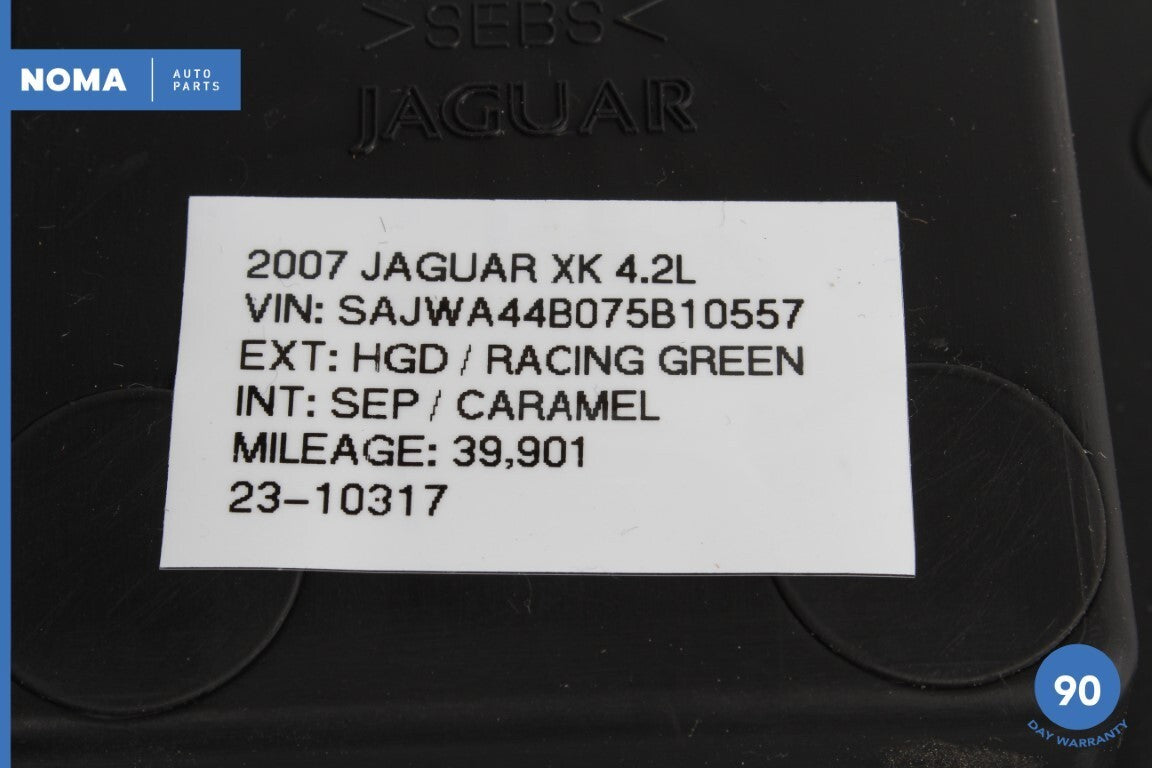 >SEBS<
JAGUAR
NOMA
AUTO
PARTS
2007 JAGUAR XK 4.2L
VIN: SAJWA44B075B10557
EXT: HGD / RACING GREEN
INT: SEP / CARAMEL
MILEAGE: 39,901
23-10317
90
DAY WARRANTY